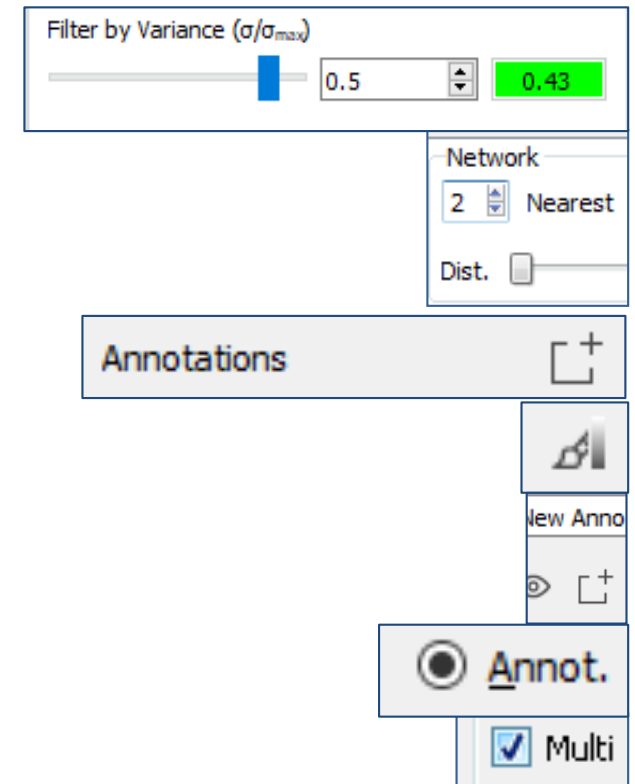 Filter by Variance (σ/σmax)
0.5 0.43
Network
2 Nearest
Dist.
Annotations
New Anno
Annot.
Multi